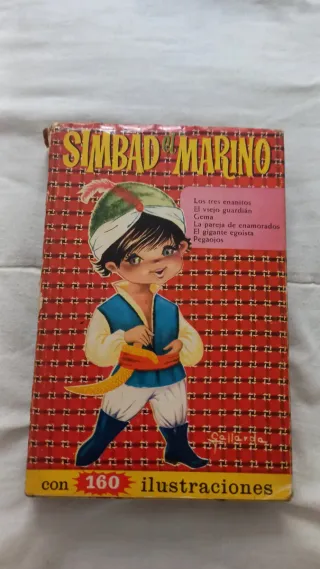 SIMBAD el MARINO
Los tres enanitos
El viejo guardián
Gema
La pareja de enamorados
El gigante egoísta
Pegantos
Gallarda
con 160 ilustraciones